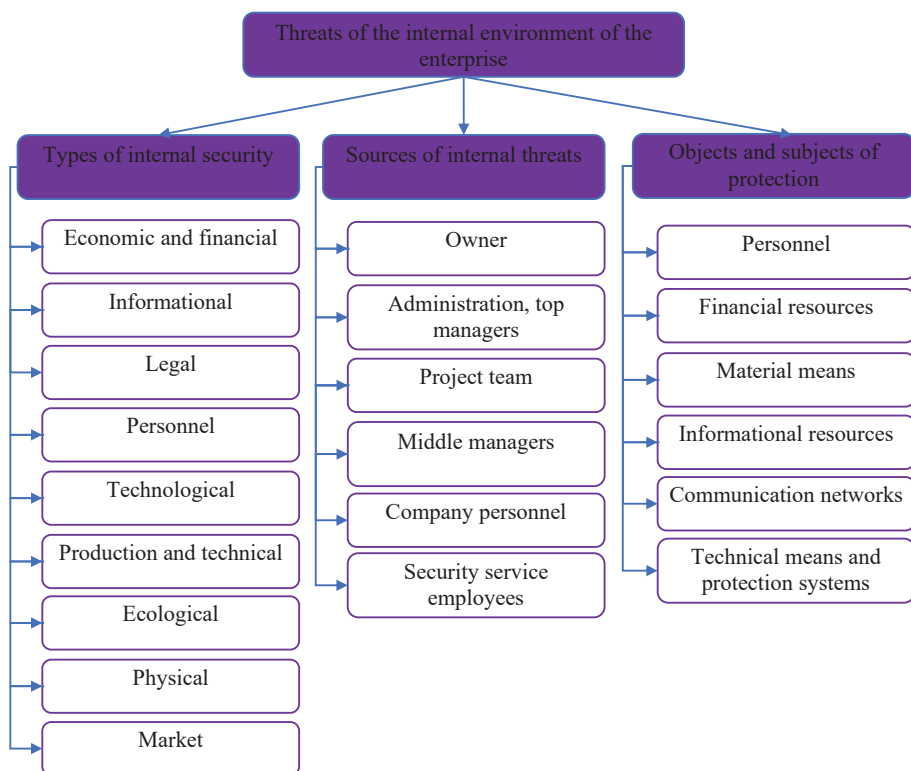 Threats of the internal environment of the
enterprise
Types of internal security
Economic and financial
Informational
Legal
Personnel
Technological
Production and technical
Ecological
Physical
Market
Sources of internal threats
Owner
Administration, top
managers
Project team
Middle managers
Company personnel
Security service
employees
Objects and subjects of
protection
Personnel
Financial resources
Material means
Informational resources
Communication networks
Technical means and
protection systems